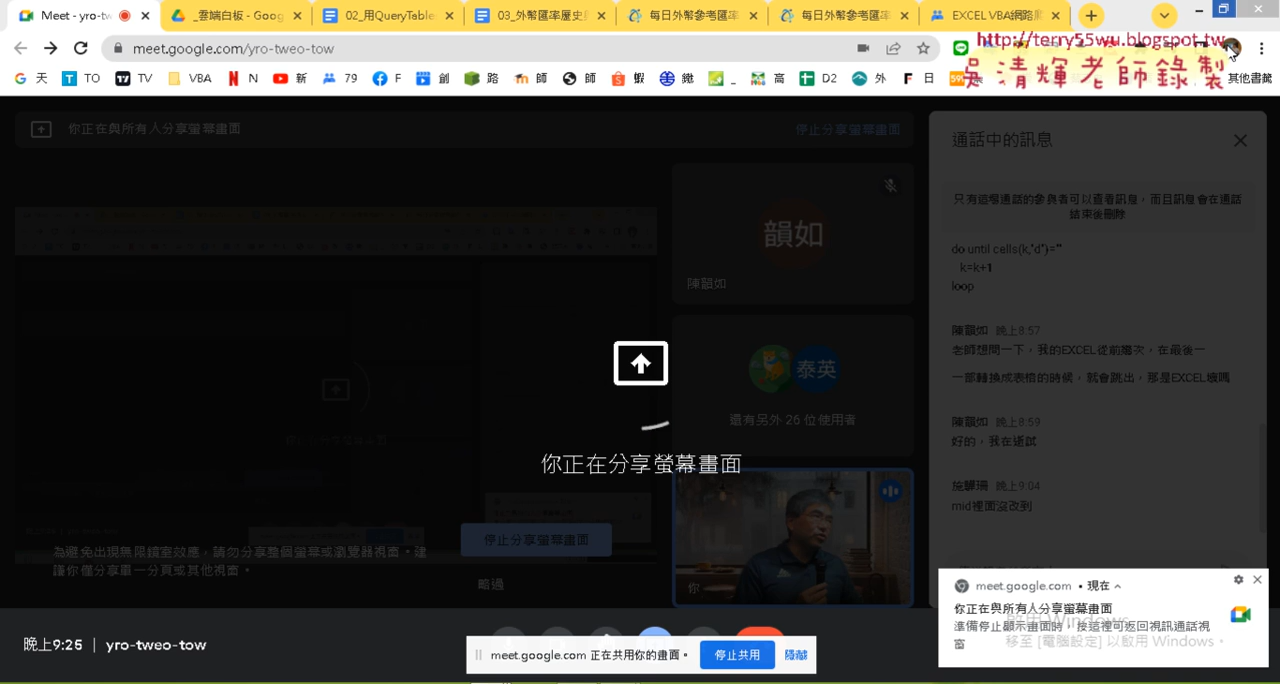 Meet - yro-tw
_雲端白板 - Goog
02_用QueryTable
03_外幣匯率歷史
每日外幣參考匯率
每日外幣參考匯率
EXCEL VBA網路
meet.google.com/yro-tweo-tow
http://terry55wu.blogspot.tw
吳清輝老師錄製
天 TO TV VBA N 新 79 F 創 路 師 師 蝦 _ 高 D2 外 日
其他書籤
你正在與所有人分享螢幕畫面
停止分享螢幕畫面
韻如
陳韻如
泰英
還有另外 26 位使用者
你
你正在分享螢幕畫面
為避免出現無限鏡室效應，請勿分享整個螢幕或瀏覽器視窗。建
議你僅分享單一分頁或其他視窗。
停止分享螢幕畫面
略過
通話中的訊息
只有這場通話的參與者可以查看訊息，而且訊息會在通話
結束後刪除
do until cells(k,"d")=""
k=k+1
loop
陳韻如 晚上8:57
老師想問一下，我的EXCEL從前幾次，在最後一
一部轉換成表格的時候，就會跳出，那是EXCEL壞嗎
陳韻如 晚上8:59
好的，我在試試
晚上9:04
mid裡面沒改到
meet.google.com • 現在
你正在與所有人分享螢幕畫面
準備停止顯示畫面時，按這裡可返回視訊通話視
窗
啟用 Windows
移至 [電腦設定] 以啟用 Windows。
晚上9:26 | yro-tweo-tow
meet.google.com 正在共用你的畫面。
停止共用
隱藏